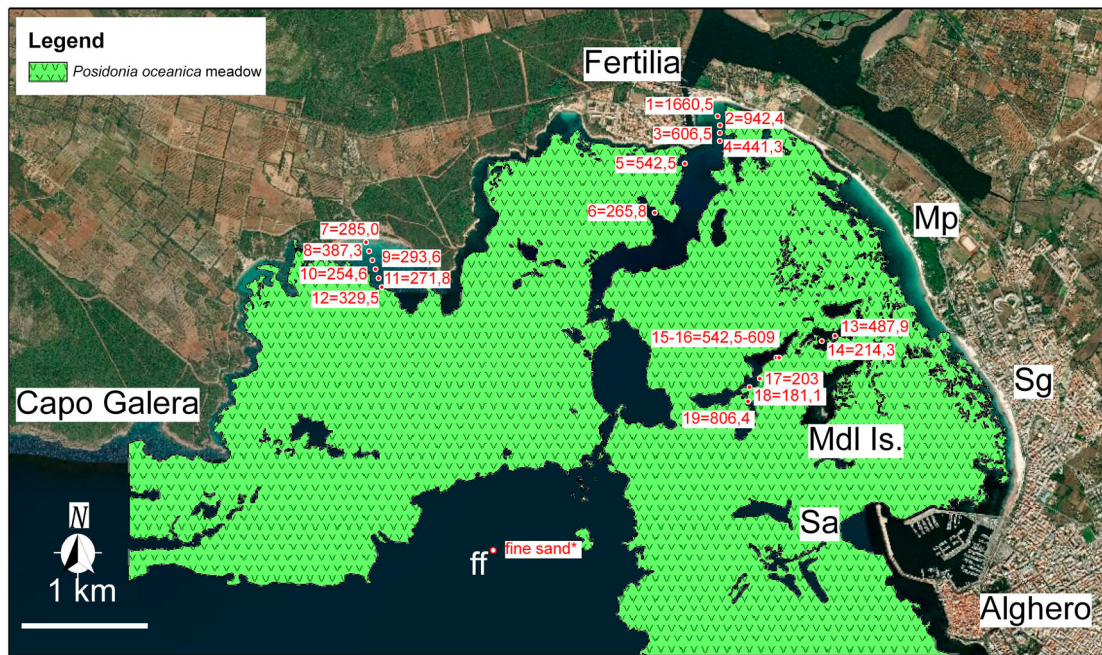 Legend
Posidonia oceanica meadow
Fertilia
1=1660,5
2=942,4
3=606,5
4=441,3
5=542,5
6=265,8
Mp
7=285,0
8=387,3
9=293,6
10=254,6
11=271,8
12=329,5
13=487,9
15-16=542,5-609
14=214,3
17=203
Sg
18=181,1
Capo Galera
19=806,4
Mdl Is.
Sa
N
fine sand*
ff
1 km
Alghero